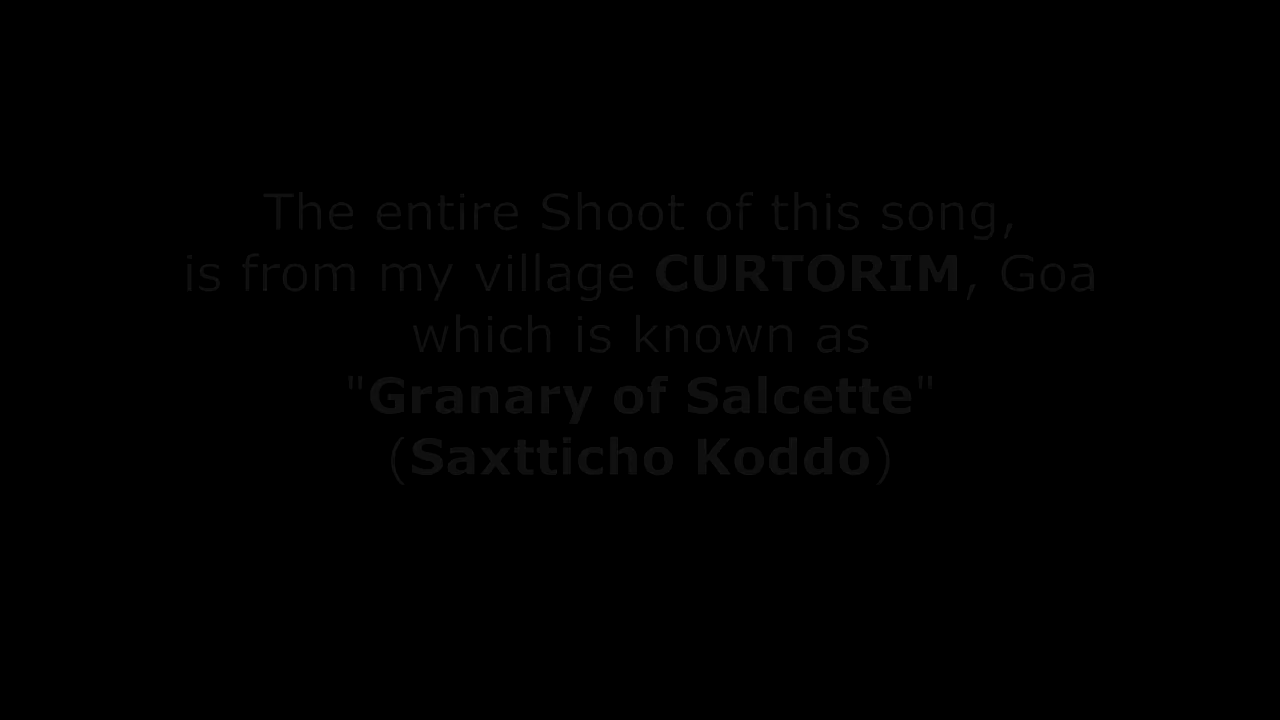 The entire Shoot of this song,
is from my village CURTORIM, Goa
which is known as
"Granary of Salcette"
(Saxtticho Koddo)